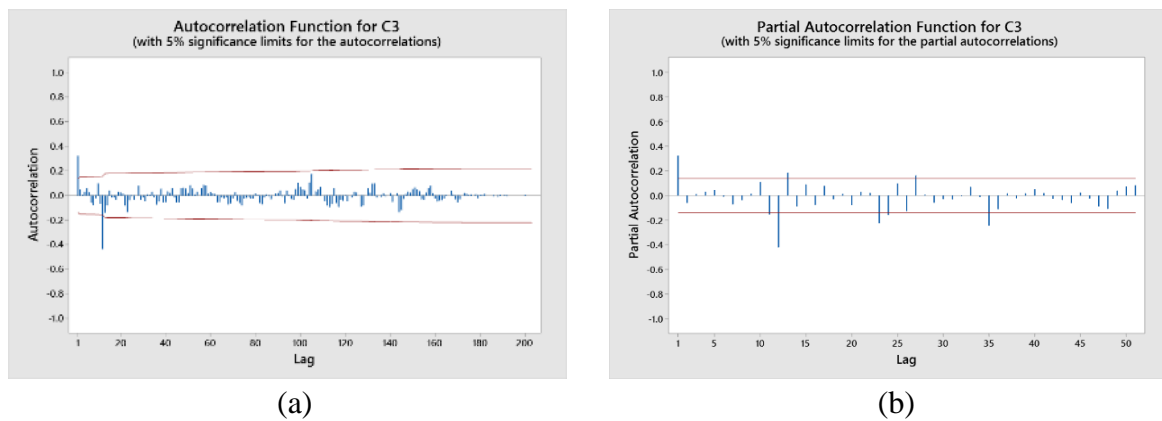 Autocorrelation Function for C3
(with 5% significance limits for the autocorrelations)
1.0
0.8
0.6
0.4
0.2
0.0
-0.2
-0.4
-0.6
-0.8
-1.0
Autocorrelation
1 20 40 60 80 100 120 140 160 180 200
Lag
(a)
Partial Autocorrelation Function for C3
(with 5% significance limits for the partial autocorrelations)
1.0
0.8
0.6
0.4
0.2
0.0
-0.2
-0.4
-0.6
-0.8
-1.0
Partial Autocorrelation
1 5 10 15 20 25 30 35 40 45 50
Lag
(b)